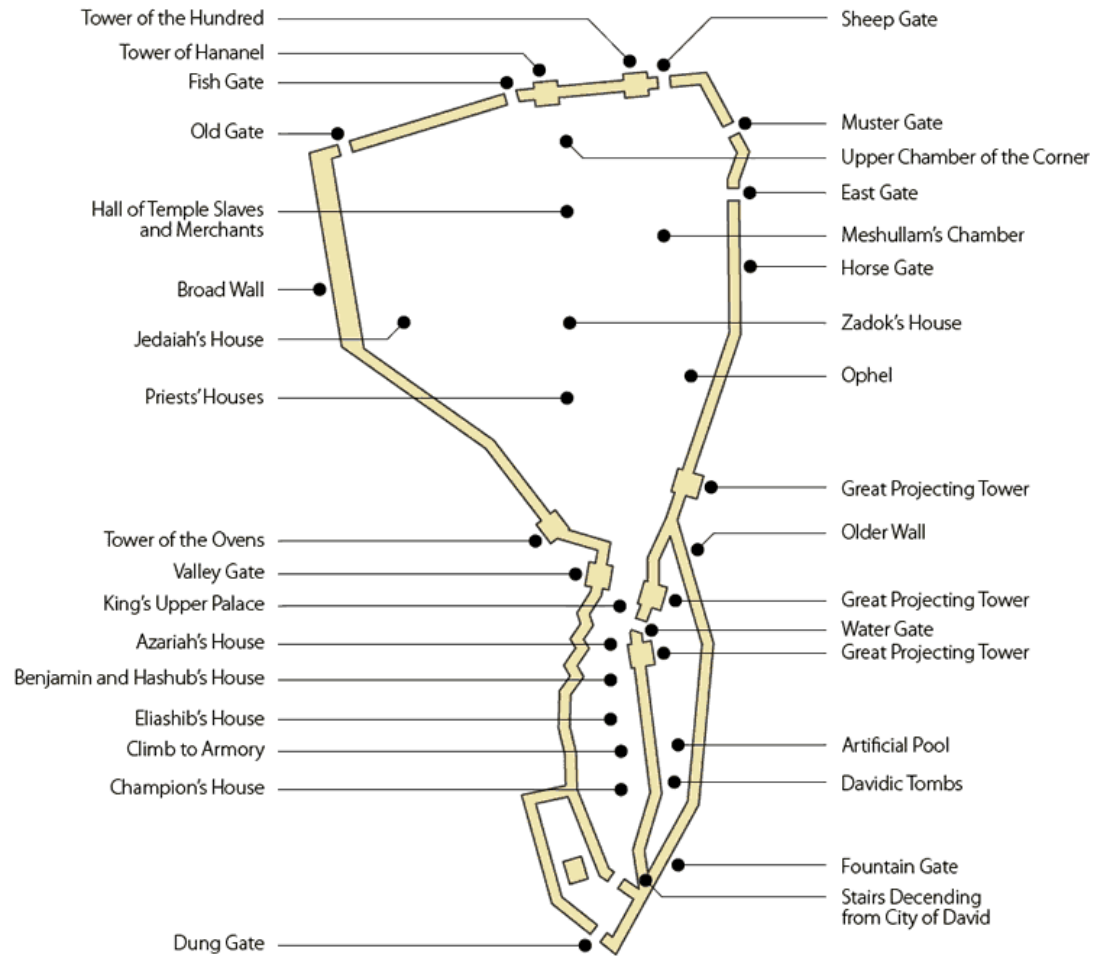 Tower of the Hundred
Tower of Hananel
Fish Gate
Old Gate
Hall of Temple Slaves
and Merchants
Broad Wall
Jedaiah's House
Priests' Houses
Tower of the Ovens
Valley Gate
King's Upper Palace
Azariah's House
Benjamin and Hashub's House
Eliashib's House
Climb to Armory
Champion's House
Dung Gate
Sheep Gate
Muster Gate
Upper Chamber of the Corner
East Gate
Meshullam's Chamber
Horse Gate
Zadok's House
Ophel
Great Projecting Tower
Older Wall
Great Projecting Tower
Water Gate
Great Projecting Tower
Artificial Pool
Davidic Tombs
Fountain Gate
Stairs Decending
from City of David